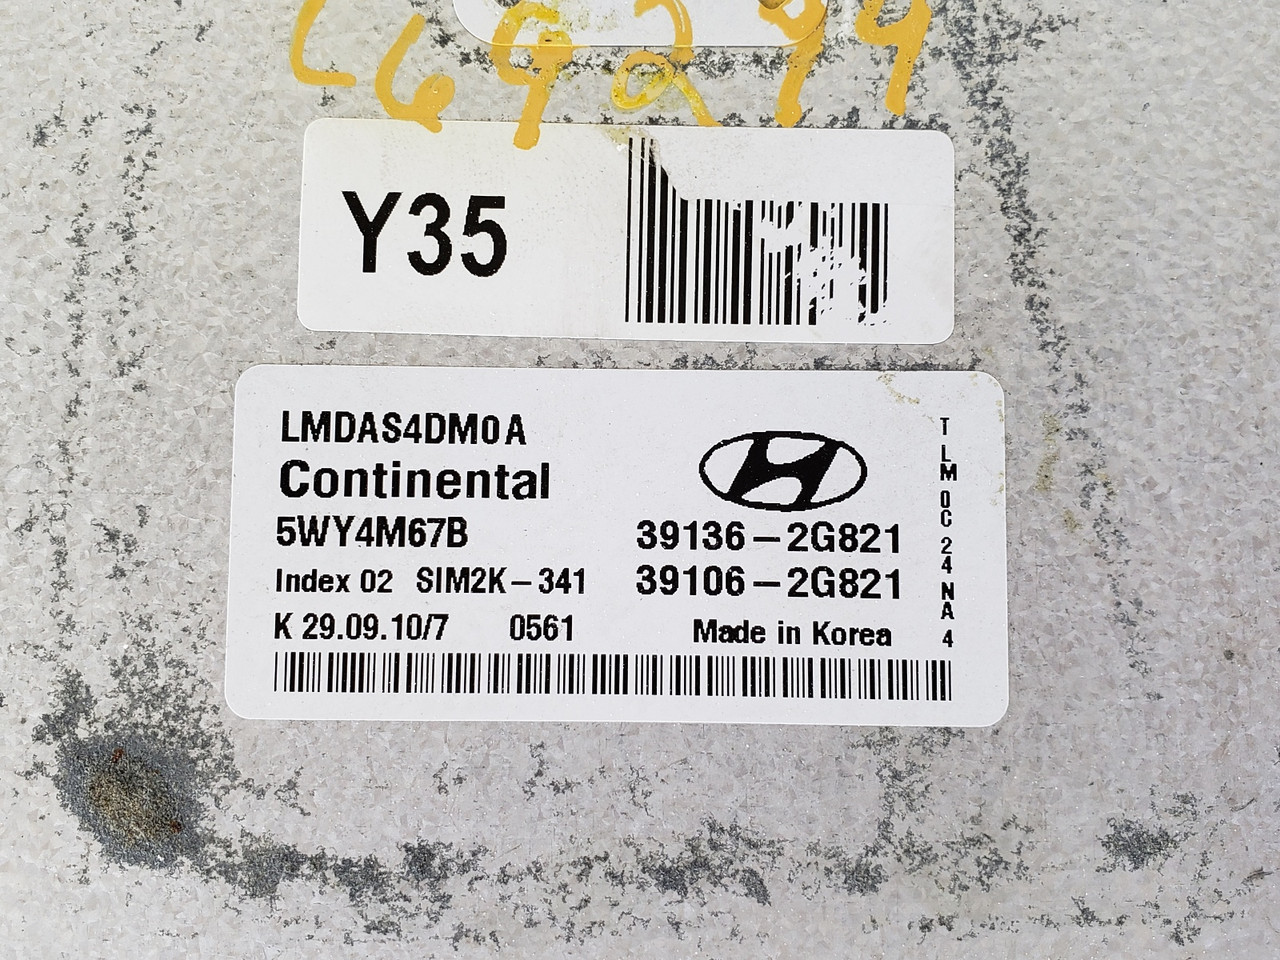 L69299
Y35
LMDAS4DM0A
Continental
5WY4M67B
39136-2G821
Index 02 SIM2K-341
39106-2G821
K 29.09.10/7 0561
Made in Korea
TLM0C24NA4